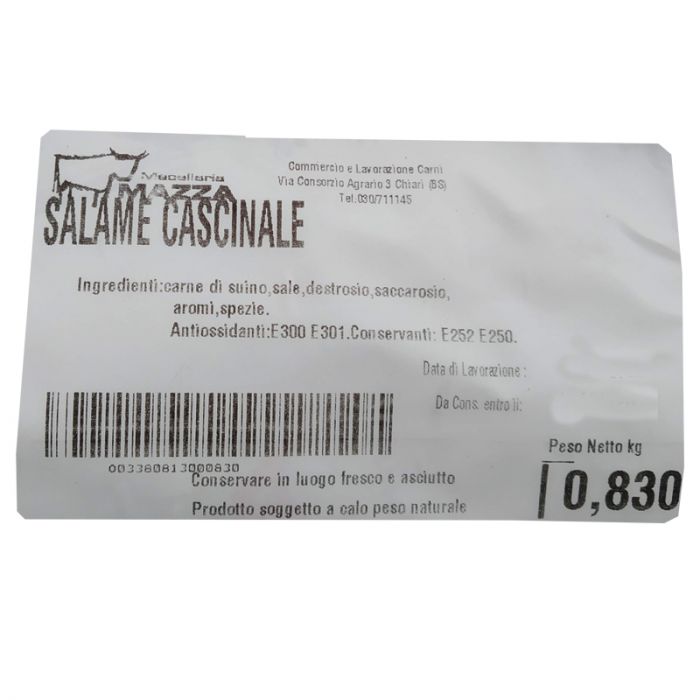 Macelleria
MAZZA
Commercio e Lavorazione Carni
Via Consorzio Agrario 3 Chiari (BS)
Tel.030/711145
SALAME CASCINALE
Ingredienti:carne di suino,sale,destrosio,saccarosio,
aromi,spezie.
Antiossidanti:E300 E301.Conservanti: E252 E250.
Data di Lavorazione :
Da Cons. entro il:
Peso Netto kg
0,830
003380813000830
Conservare in luogo fresco e asciutto
Prodotto soggetto a calo peso naturale